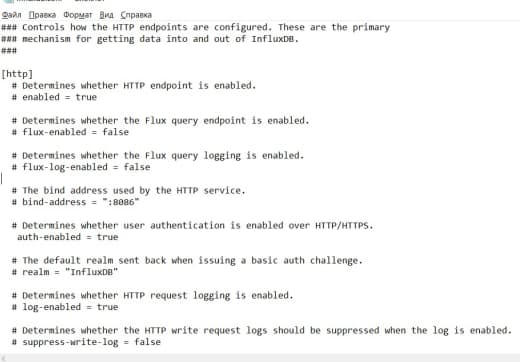 Файл Правка Формат Вид Справка
### Controls how the HTTP endpoints are configured. These are the primary
### mechanism for getting data into and out of InfluxDB.
###
[http]
# Determines whether HTTP endpoint is enabled.
# enabled = true
# Determines whether the Flux query endpoint is enabled.
# flux-enabled = false
# Determines whether the Flux query logging is enabled.
# flux-log-enabled = false
# The bind address used by the HTTP service.
# bind-address = ":8086"
# Determines whether user authentication is enabled over HTTP/HTTPS.
auth-enabled = true
# The default realm sent back when issuing a basic auth challenge.
# realm = "InfluxDB"
# Determines whether HTTP request logging is enabled.
# log-enabled = true
# Determines whether the HTTP write request logs should be suppressed when the log is enabled.
# suppress-write-log = false